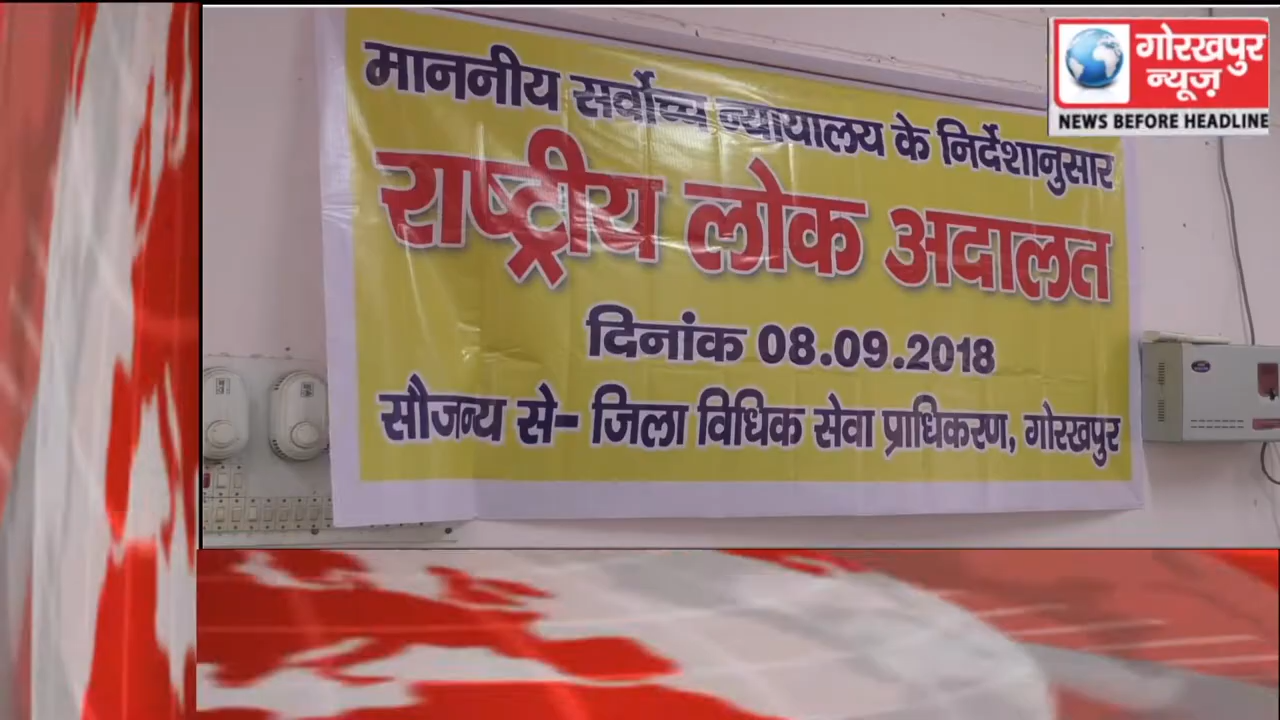 माननीय सर्वोच्च न्यायालय के निर्देशानुसार
राष्ट्रीय लोक अदालत
दिनांक 08.09.2018
सौजन्य से- जिला विधिक सेवा प्राधिकरण, गोरखपुर
गोरखपुर
न्यूज़
NEWS BEFORE HEADLINE